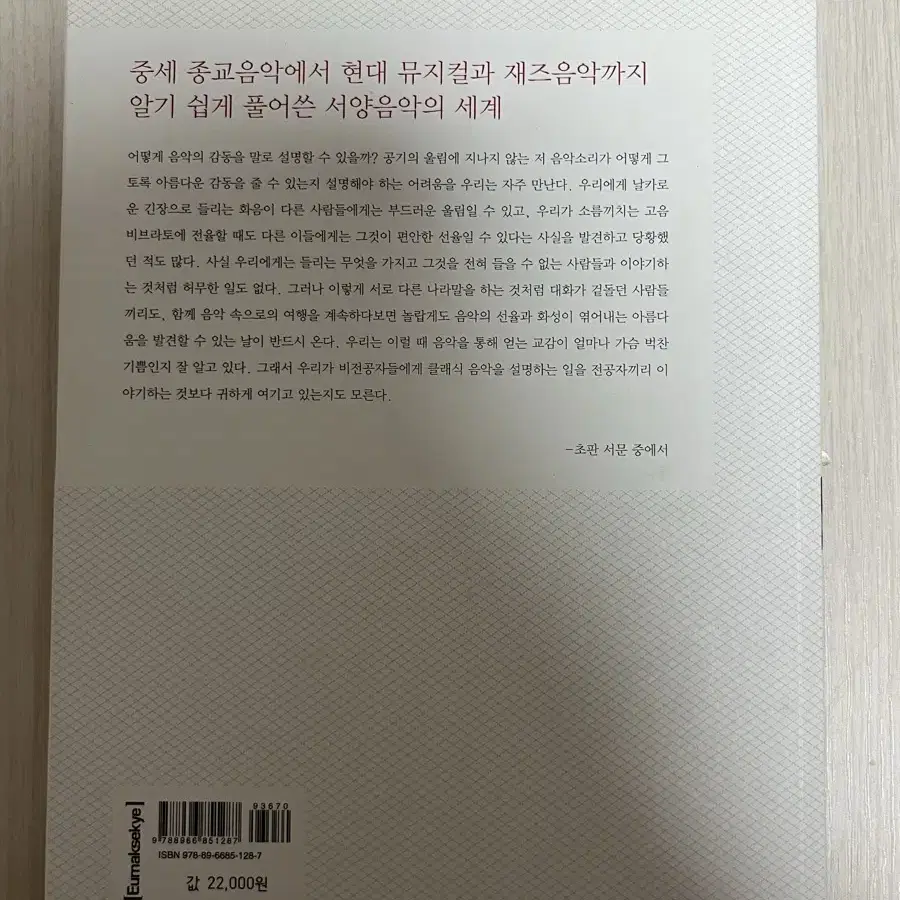 중세 종교음악에서 현대 뮤지컬과 재즈음악까지
알기 쉽게 풀어쓴 서양음악의 세계
어떻게 음악의 감동을 말로 설명할 수 있을까? 공기의 울림에 지나지 않는 저 음악소리가 어떻게 그
토록 아름다운 감동을 줄 수 있는지 설명해야 하는 어려움을 우리는 자주 만난다. 우리에게 날카로
운 긴장으로 들리는 화음이 다른 사람들에게는 부드러운 울림일 수 있고, 우리가 소름끼치는 고음
비브라토에 전율할 때도 다른 이들에게는 그것이 편안한 선율일 수 있다는 사실을 발견하고 당황했
던 적도 많다. 사실 우리에게는 들리는 무엇을 가지고 그것을 전혀 들을 수 없는 사람들과 이야기하
는 것처럼 허무한 일도 없다. 그러나 이렇게 서로 다른 나라말을 하는 것처럼 대화가 겉돌던 사람들
끼리도, 함께 음악 속으로의 여행을 계속하다보면 놀랍게도 음악의 선율과 화성이 엮어내는 아름다
움을 발견할 수 있는 날이 반드시 온다. 우리는 이럴 때 음악을 통해 얻는 교감이 얼마나 가슴 벅찬
기쁨인지 잘 알고 있다. 그래서 우리가 비전공자들에게 클래식 음악을 설명하는 일을 전공자끼리 이
야기하는 것보다 귀하게 여기고 있는지도 모른다.
-초판 서문 중에서
[Eumaksekye]
93670
9 788966 851287
ISBN 978-89-6685-128-7
값 22,000원